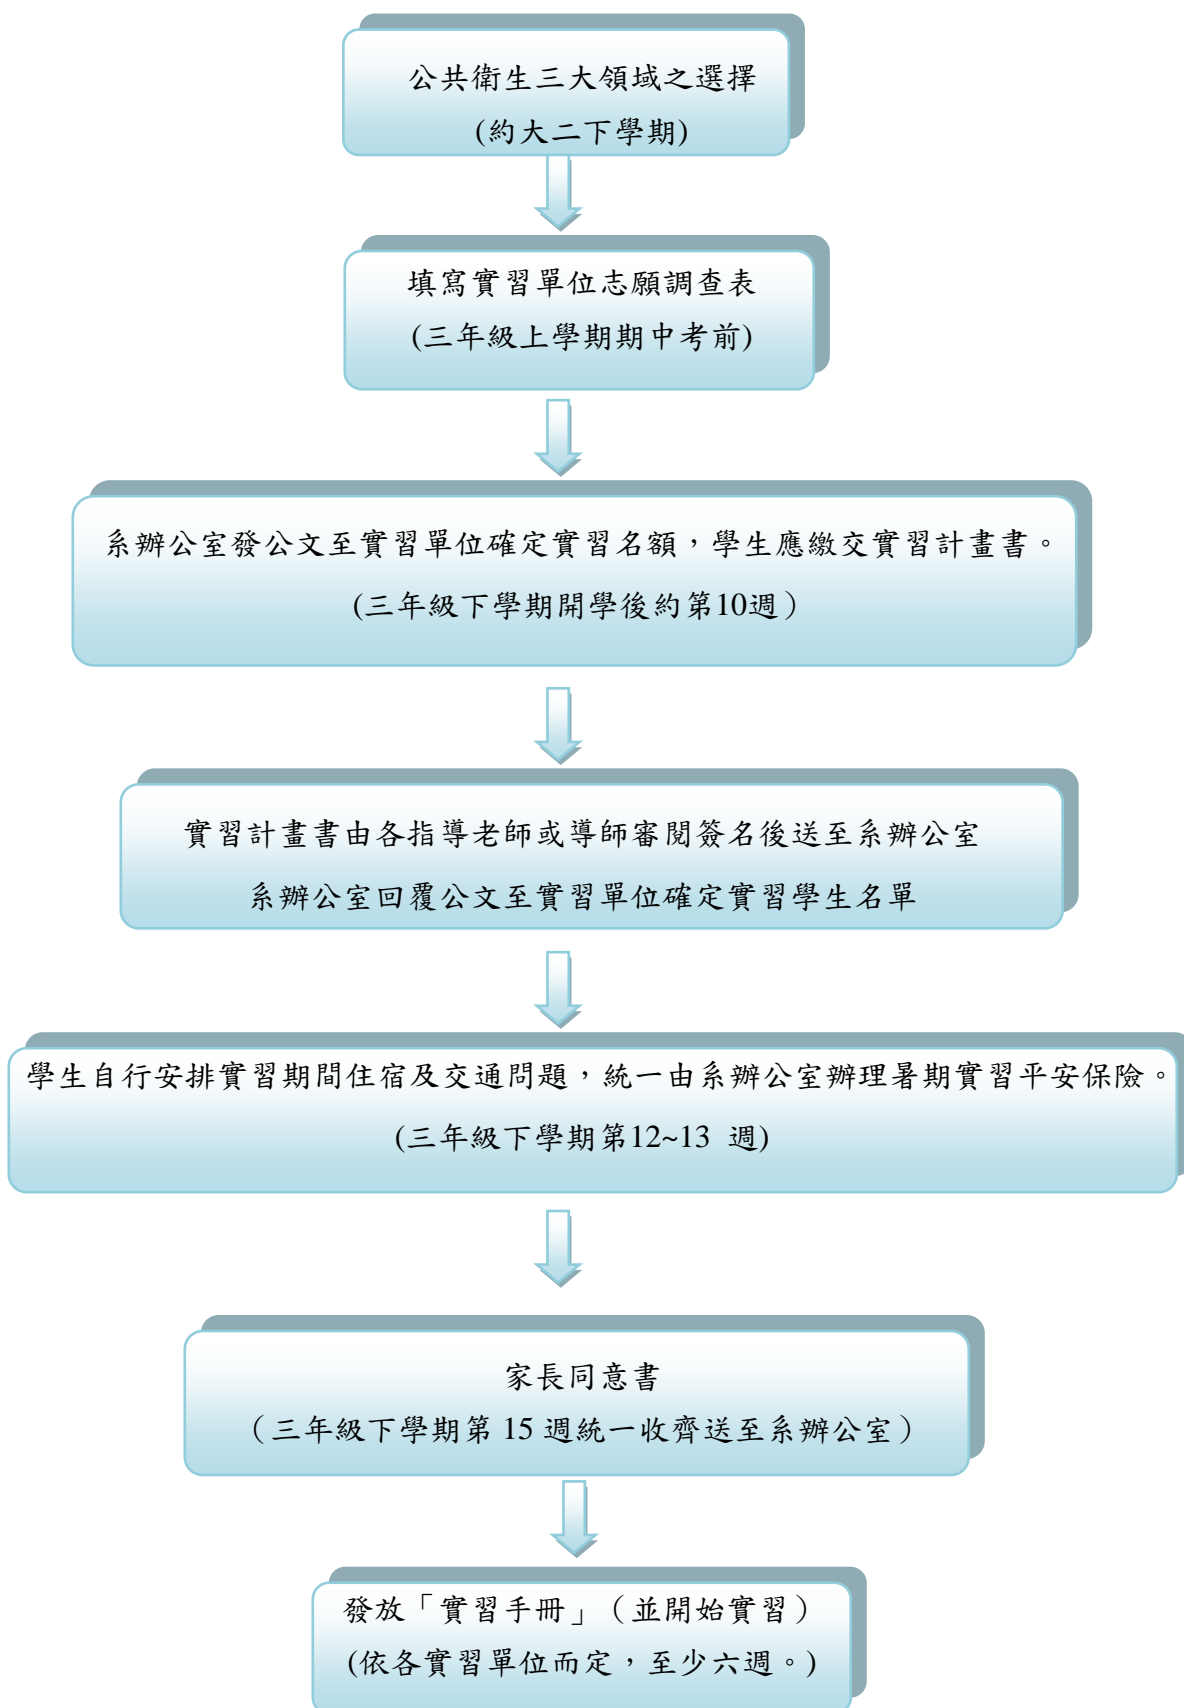 公共衛生三大領域之選擇
(約大二下學期)
填寫實習單位志願調查表
(三年級上學期期中考前)
系辦公室發公文至實習單位確定實習名額，學生應繳交實習計畫書。
(三年級下學期開學後約第10週）
實習計畫書由各指導老師或導師審閱簽名後送至系辦公室
系辦公室回覆公文至實習單位確定實習學生名單
學生自行安排實習期間住宿及交通問題，統一由系辦公室辦理暑期實習平安保險。
(三年級下學期第12~13 週)
家長同意書
（三年級下學期第 15 週統一收齊送至系辦公室）
發放「實習手冊」（並開始實習）
(依各實習單位而定，至少六週。)